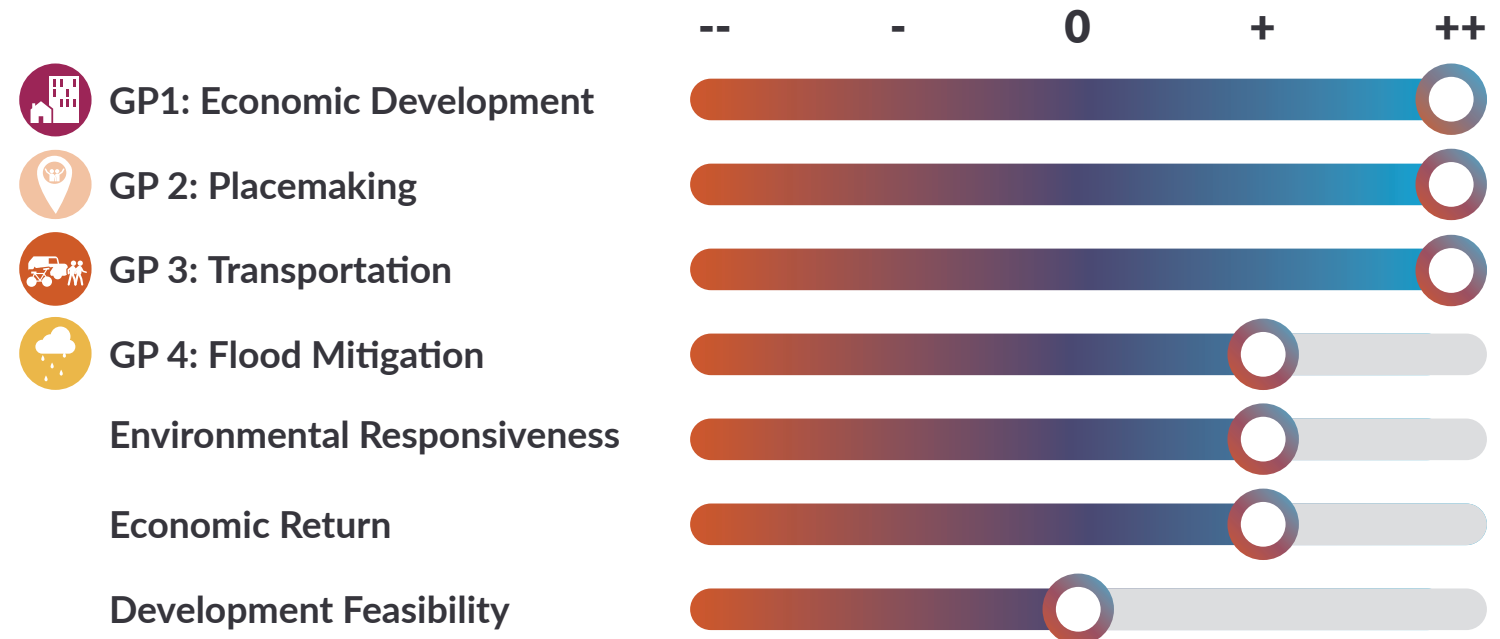 -- - 0 + ++
GP1: Economic Development
GP 2: Placemaking
GP 3: Transportation
GP 4: Flood Mitigation
Environmental Responsiveness
Economic Return
Development Feasibility